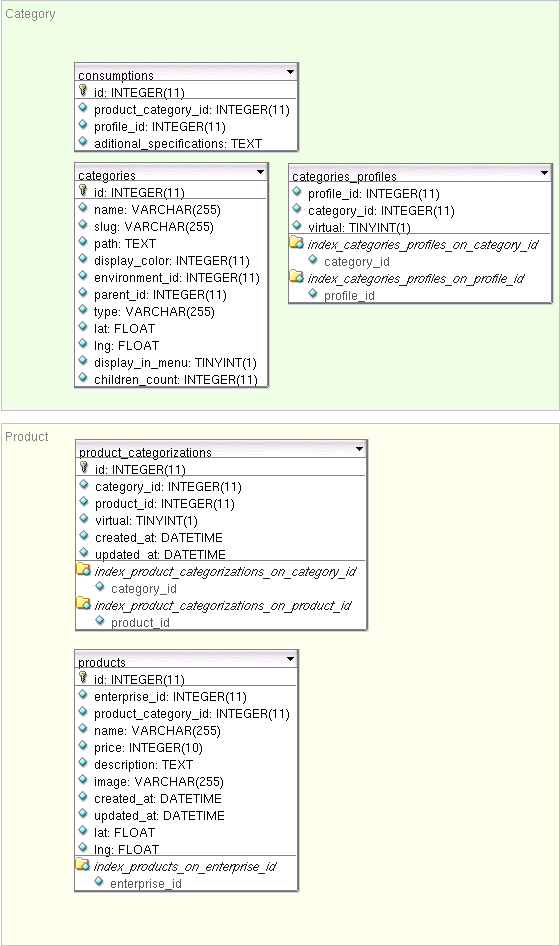 Category
consumptions
id: INTEGER(11)
product_category_id: INTEGER(11)
profile_id: INTEGER(11)
aditional_specifications: TEXT
categories
id: INTEGER(11)
name: VARCHAR(255)
slug: VARCHAR(255)
path: TEXT
display_color: INTEGER(11)
environment_id: INTEGER(11)
parent_id: INTEGER(11)
type: VARCHAR(255)
lat: FLOAT
lng: FLOAT
display_in_menu: TINYINT(1)
children_count: INTEGER(11)
categories_profiles
profile_id: INTEGER(11)
category_id: INTEGER(11)
virtual: TINYINT(1)
index_categories_profiles_on_category_id
category_id
index_categories_profiles_on_profile_id
profile_id
Product
product_categorizations
id: INTEGER(11)
category_id: INTEGER(11)
product_id: INTEGER(11)
virtual: TINYINT(1)
created_at: DATETIME
updated_at: DATETIME
index_product_categorizations_on_category_id
category_id
index_product_categorizations_on_product_id
product_id
products
id: INTEGER(11)
enterprise_id: INTEGER(11)
product_category_id: INTEGER(11)
name: VARCHAR(255)
price: INTEGER(10)
description: TEXT
image: VARCHAR(255)
created_at: DATETIME
updated_at: DATETIME
lat: FLOAT
lng: FLOAT
index_products_on_enterprise_id
enterprise_id